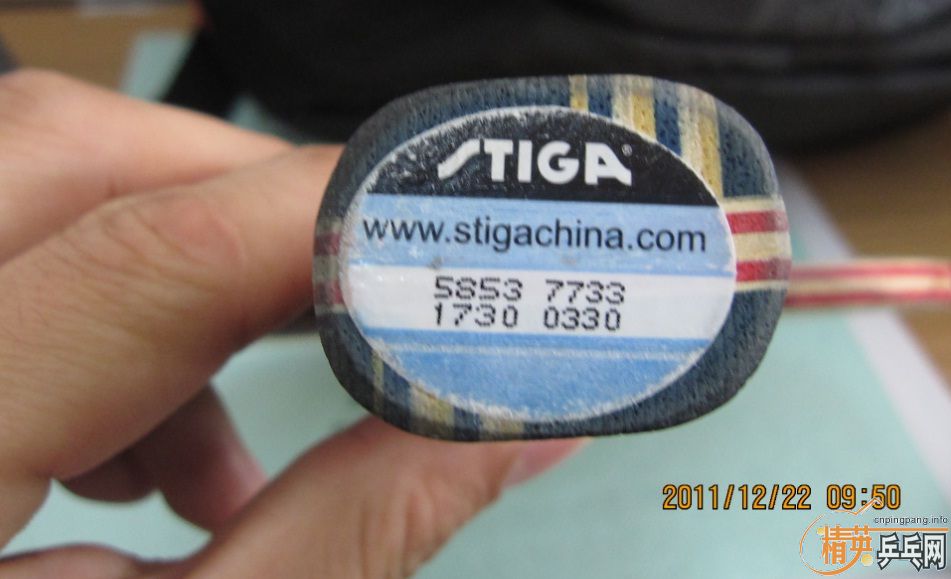 STIGA®
www.stigachina.com
5853 7733
1730 0330
2011/12/22 09:50
cnpingpang.info
精英乒乓网